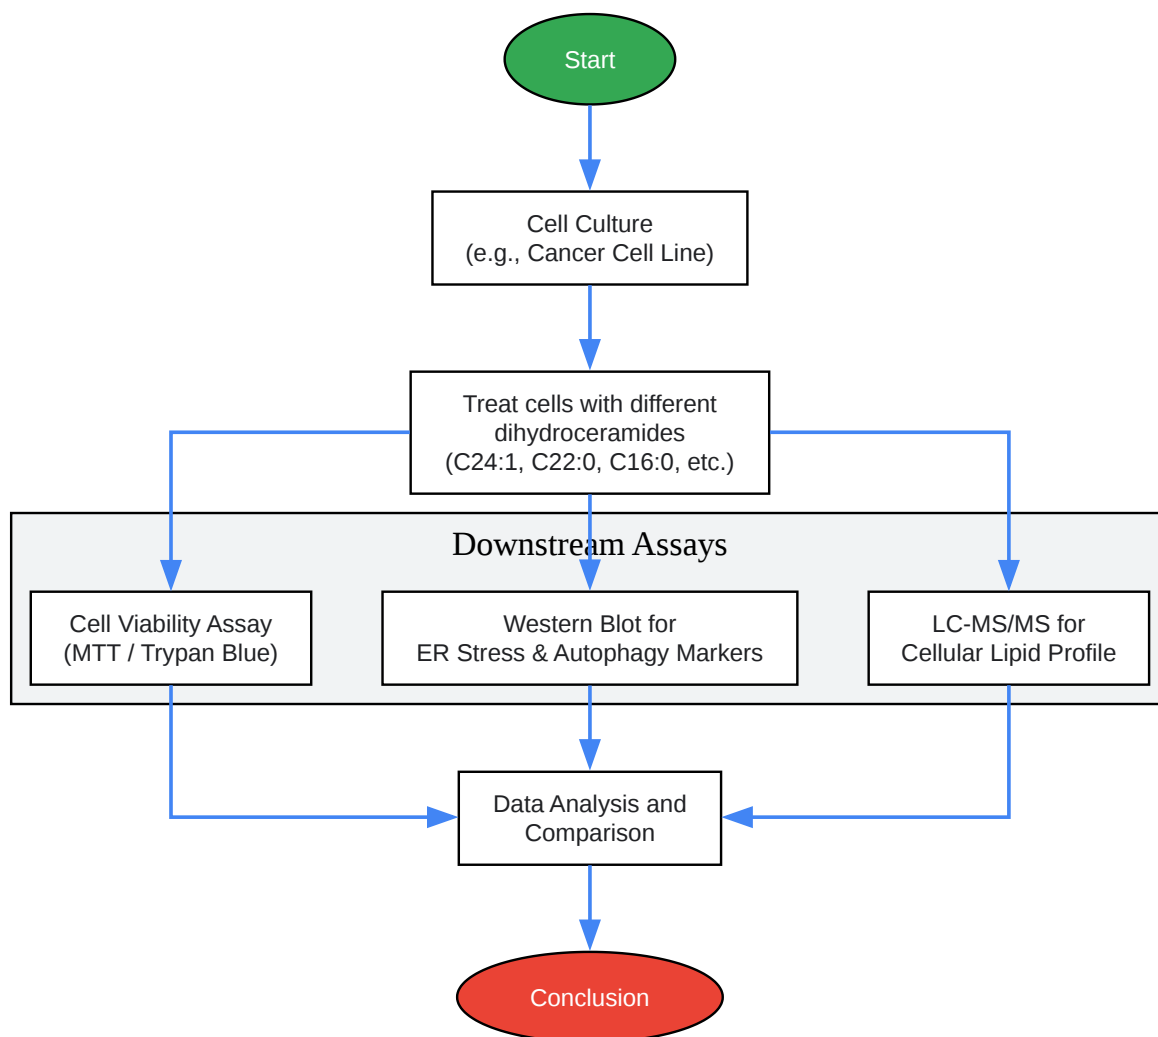 Start
Cell Culture
(e.g., Cancer Cell Line)
Treat cells with different
dihydroceramides
(C24:1, C22:0, C16:0, etc.)
Downstream Assays
Cell Viability Assay
(MTT / Trypan Blue)
Western Blot for
ER Stress & Autophagy Markers
LC-MS/MS for
Cellular Lipid Profile
Data Analysis and
Comparison
Conclusion